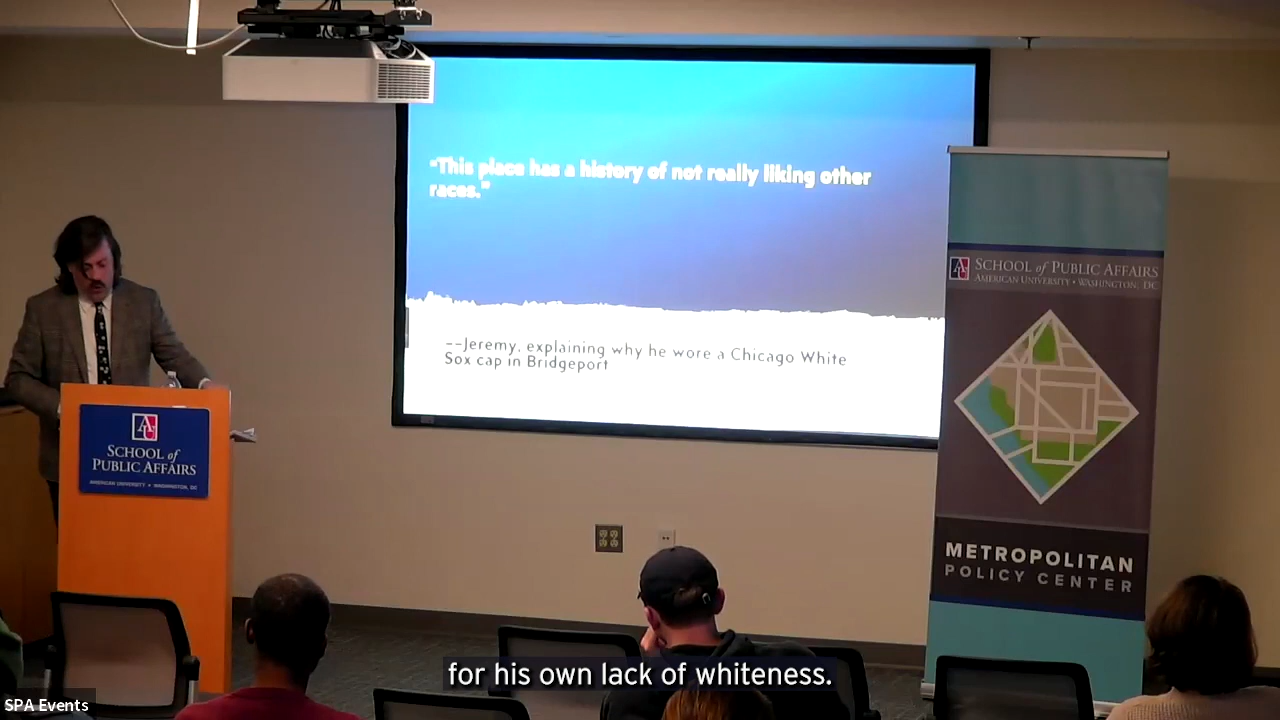 "This place has a history of not really liking other
races."
--Jeremy, explaining why he wore a Chicago White
Sox cap in Bridgeport
SCHOOL of PUBLIC AFFAIRS
AMERICAN UNIVERSITY • WASHINGTON, DC
METROPOLITAN
POLICY CENTER
SCHOOL of
PUBLIC AFFAIRS
AMERICAN UNIVERSITY • WASHINGTON, DC
for his own lack of whiteness.
SPA Events